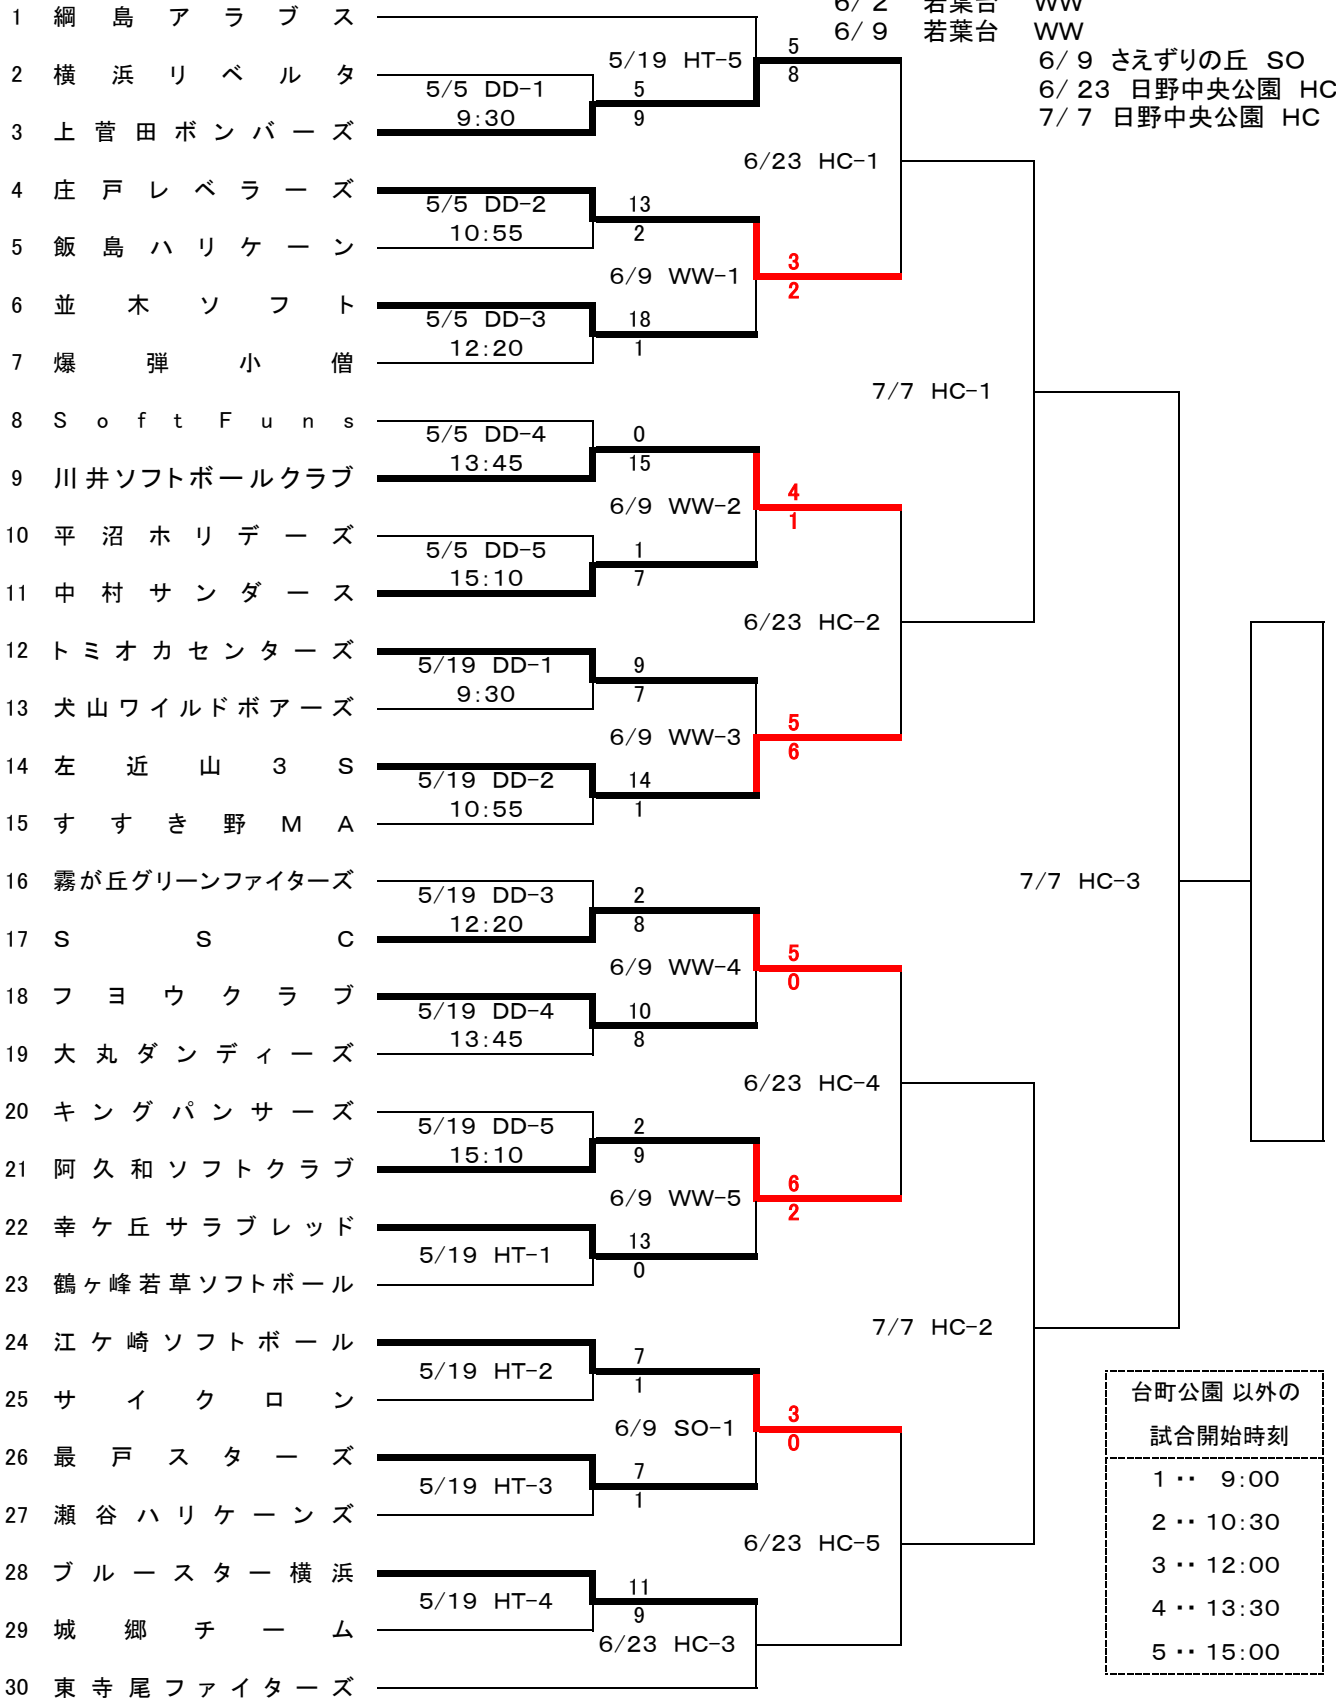 6/ 2 若葉台 WW
1 綱島アラブス
6/ 9 若葉台 WW
5
5/19 HT-5
6/ 9 さえずりの丘 SO
2 横浜リベルタ
8
5/5 DD-1
5
6/ 23 日野中央公園 HC
9:30
9
7/ 7 日野中央公園 HC
3 上菅田ボンバーズ
6/23 HC-1
4 庄戸レベラーズ
5/5 DD-2
13
10:55
2
5 飯島ハリケーン
3
6/9 WW-1
2
6 並木ソフト
5/5 DD-3
18
12:20
1
7 爆弾小僧
7/7 HC-1
8 Soft Funs
5/5 DD-4
0
13:45
15
9 川井ソフトボールクラブ
4
6/9 WW-2
1
10 平沼ホリデーズ
5/5 DD-5
1
15:10
7
11 中村サンダース
6/23 HC-2
12 トミオカセンターズ
5/19 DD-1
9
9:30
7
13 犬山ワイルドボアーズ
5
6/9 WW-3
6
14 左近山3S
5/19 DD-2
14
10:55
1
15 すすき野MA
16 霧が丘グリーンファイターズ
7/7 HC-3
5/19 DD-3
2
12:20
8
17 SSC
5
6/9 WW-4
0
18 フヨウクラブ
5/19 DD-4
10
13:45
8
19 大丸ダンディーズ
6/23 HC-4
20 キングパンサーズ
5/19 DD-5
2
15:10
9
21 阿久和ソフトクラブ
6
6/9 WW-5
2
22 幸ケ丘サラブレッド
13
5/19 HT-1
0
23 鶴ヶ峰若草ソフトボール
7/7 HC-2
24 江ケ崎ソフトボール
7
5/19 HT-2
1
25 サイクロン
台町公園 以外の
3
6/9 SO-1
0
試合開始時刻
26 最戸スターズ
7
5/19 HT-3
1
1 ‥ 9:00
27 瀬谷ハリケーンズ
2 ‥ 10:30
6/23 HC-5
3 ‥ 12:00
28 ブルースター横浜
11
5/19 HT-4
9
4 ‥ 13:30
29 城郷チーム
6/23 HC-3
5 ‥ 15:00
30 東寺尾ファイターズ